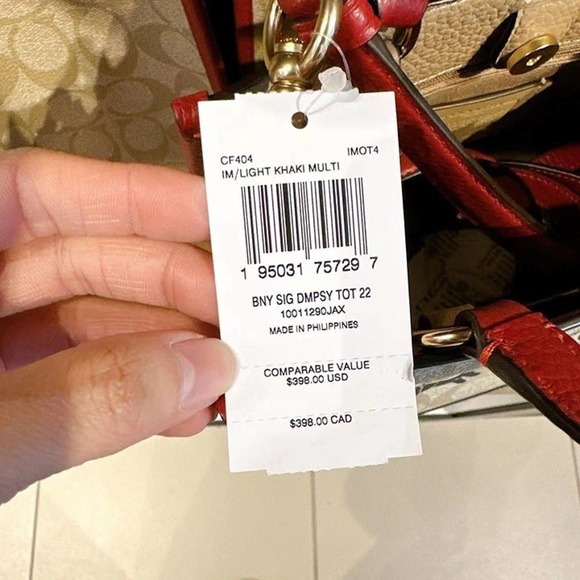 CF404 IMOT4
IM/LIGHT KHAKI MULTI
1 95031 75729 7
BNY SIG DMPSY TOT 22
10011290JAX
MADE IN PHILIPPINES
COMPARABLE VALUE
$398.00 USD
$398.00 CAD